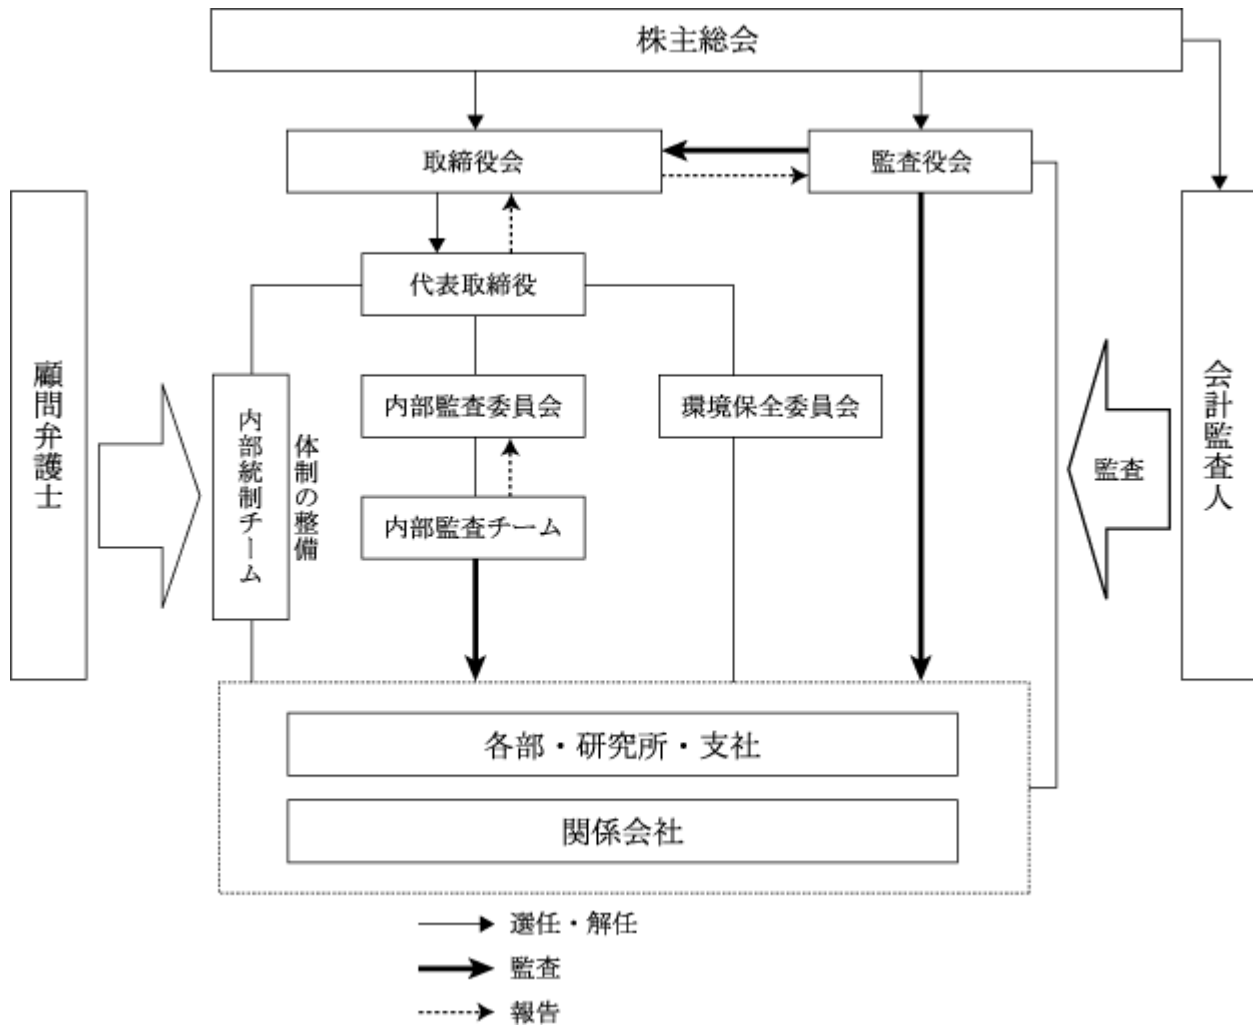 株主総会
取締役会
監査役会
代表取締役
顧問弁護士
内部統制チーム
体制の整備
内部監査委員会
環境保全委員会
内部監査チーム
監査
会計監査人
各部・研究所・支社
関係会社
選任・解任
監査
報告